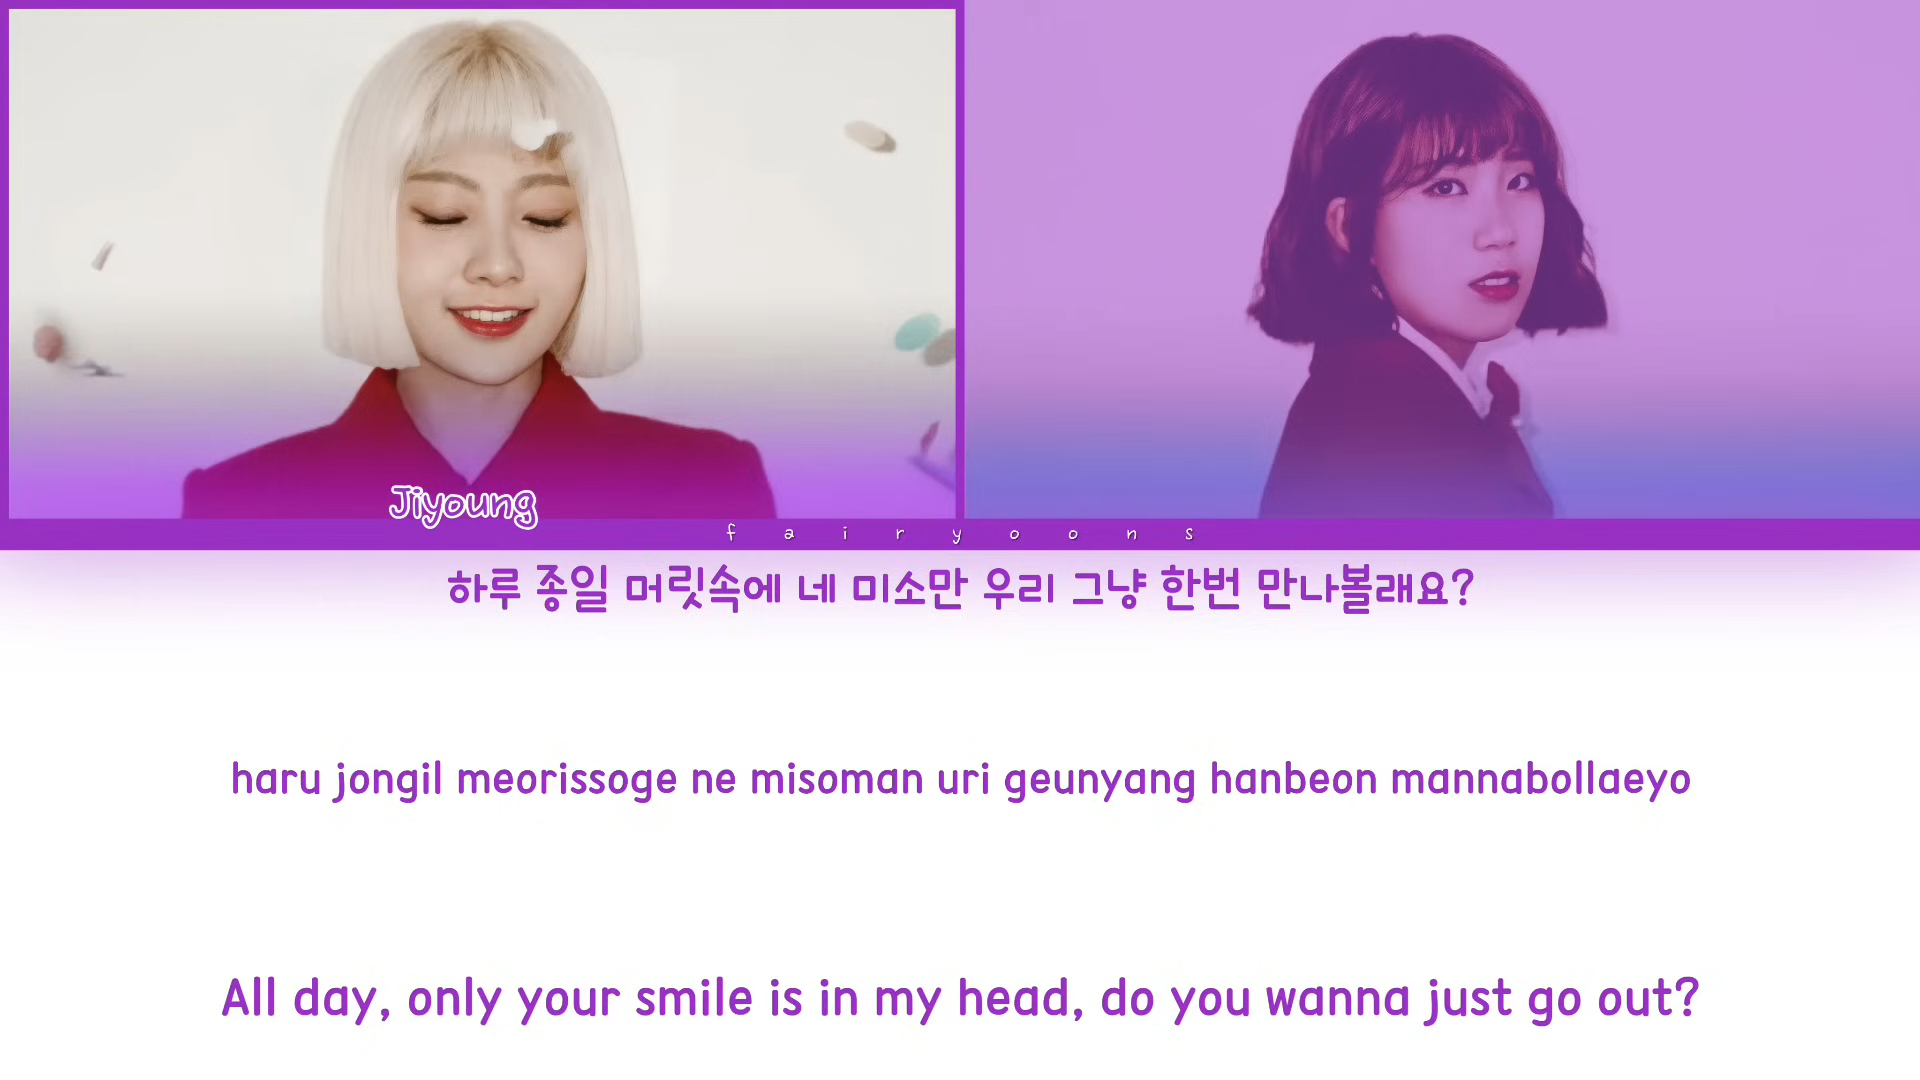 Jiyoung
fairyoons
하루 종일 머릿속에 네 미소만 우리 그냥 한번 만나볼래요?
haru jongil meorissoge ne misoman uri geunyang hanbeon mannabollaeyo
All day, only your smile is in my head, do you wanna just go out?